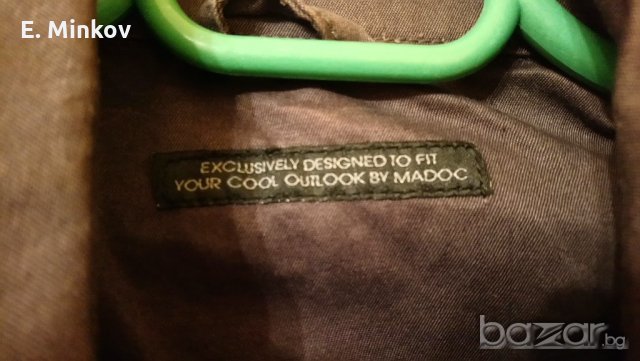 E. Minkov
EXCLUSIVELY DESIGNED TO FIT
YOUR COOL OUTLOOK BY MADOC
bazar.bg